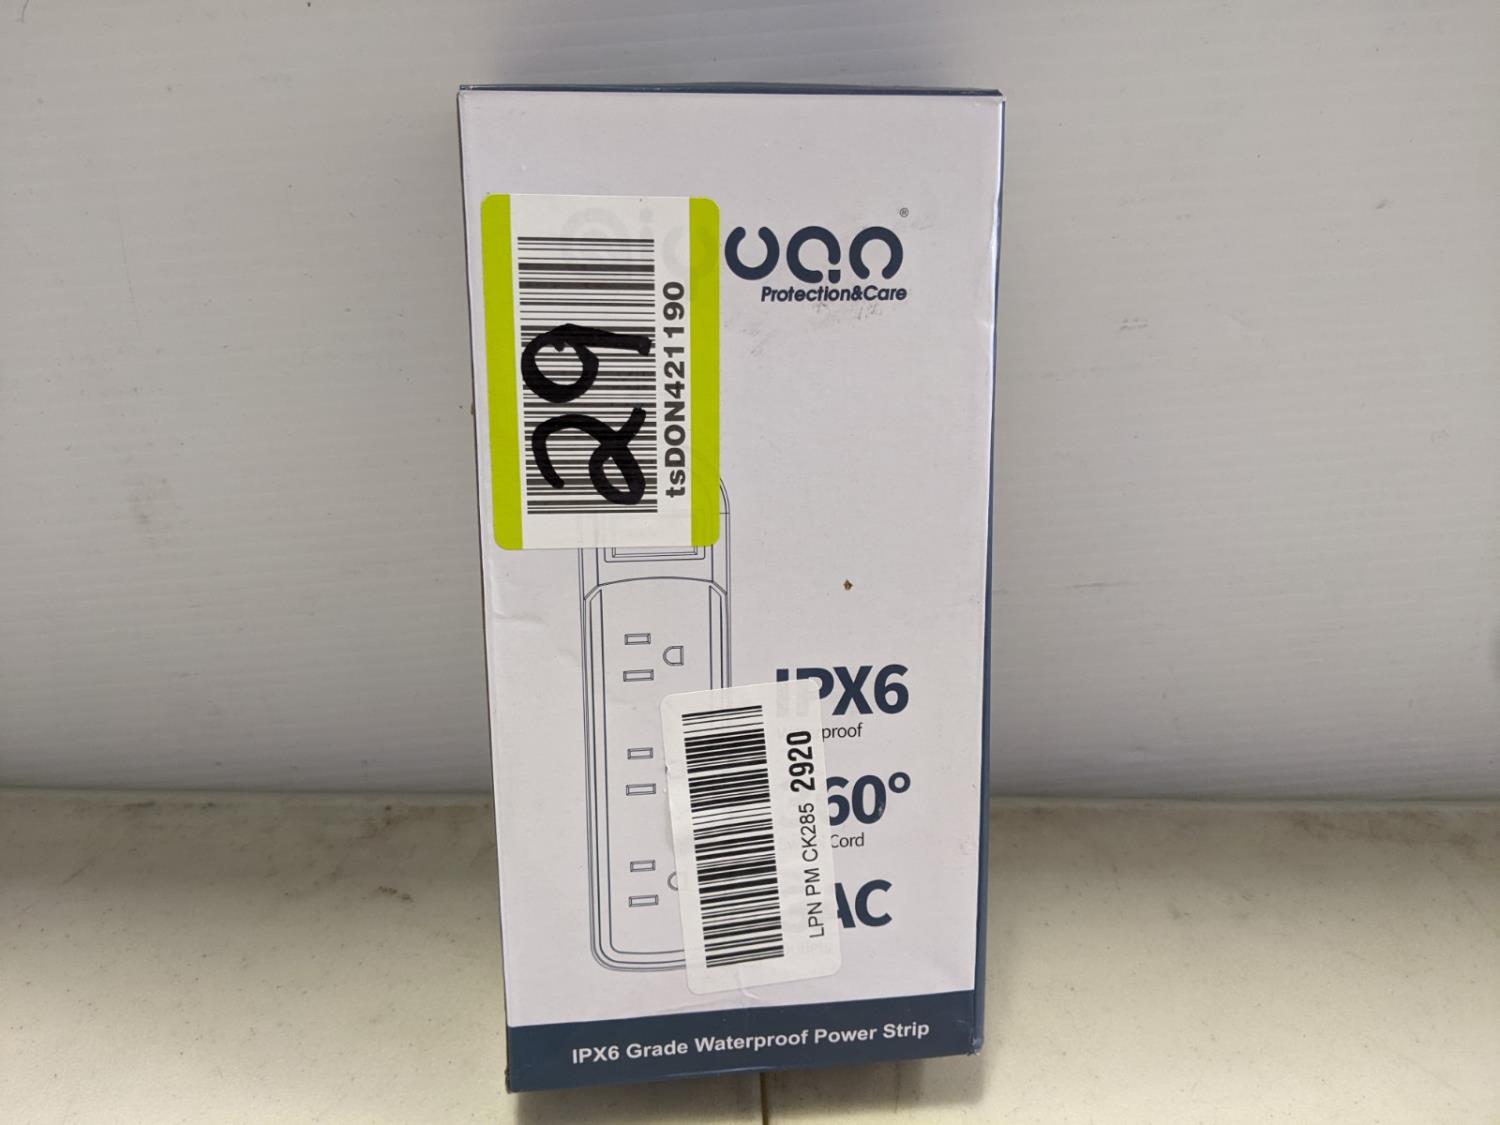 ®
Protection&Care
29
tsDON421190
IPX6
proof
60°
Cord
AC
LPN PM CK285 2920
IPX6 Grade Waterproof Power Strip